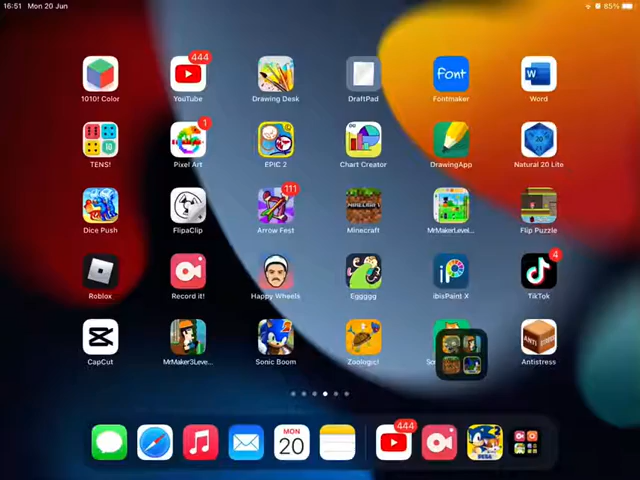 16:51 Mon 20 Jun 85%
444
1010! Color YouTube Drawing Desk DraftPad Font Fontmaker Word
1
TENS! Pixel Art EPIC 2 Chart Creator DrawingApp Natural 20 Lite
111
Dice Push FlipaClip Arrow Fest Minecraft MrMakerLevel... Flip Puzzle
4
Roblox Record it! Happy Wheels Eggggg ibisPaint X TikTok
CapCut MrMaker3Leve... Sonic Boom Zoologic! So Antistress
444
MON
20
SEGA